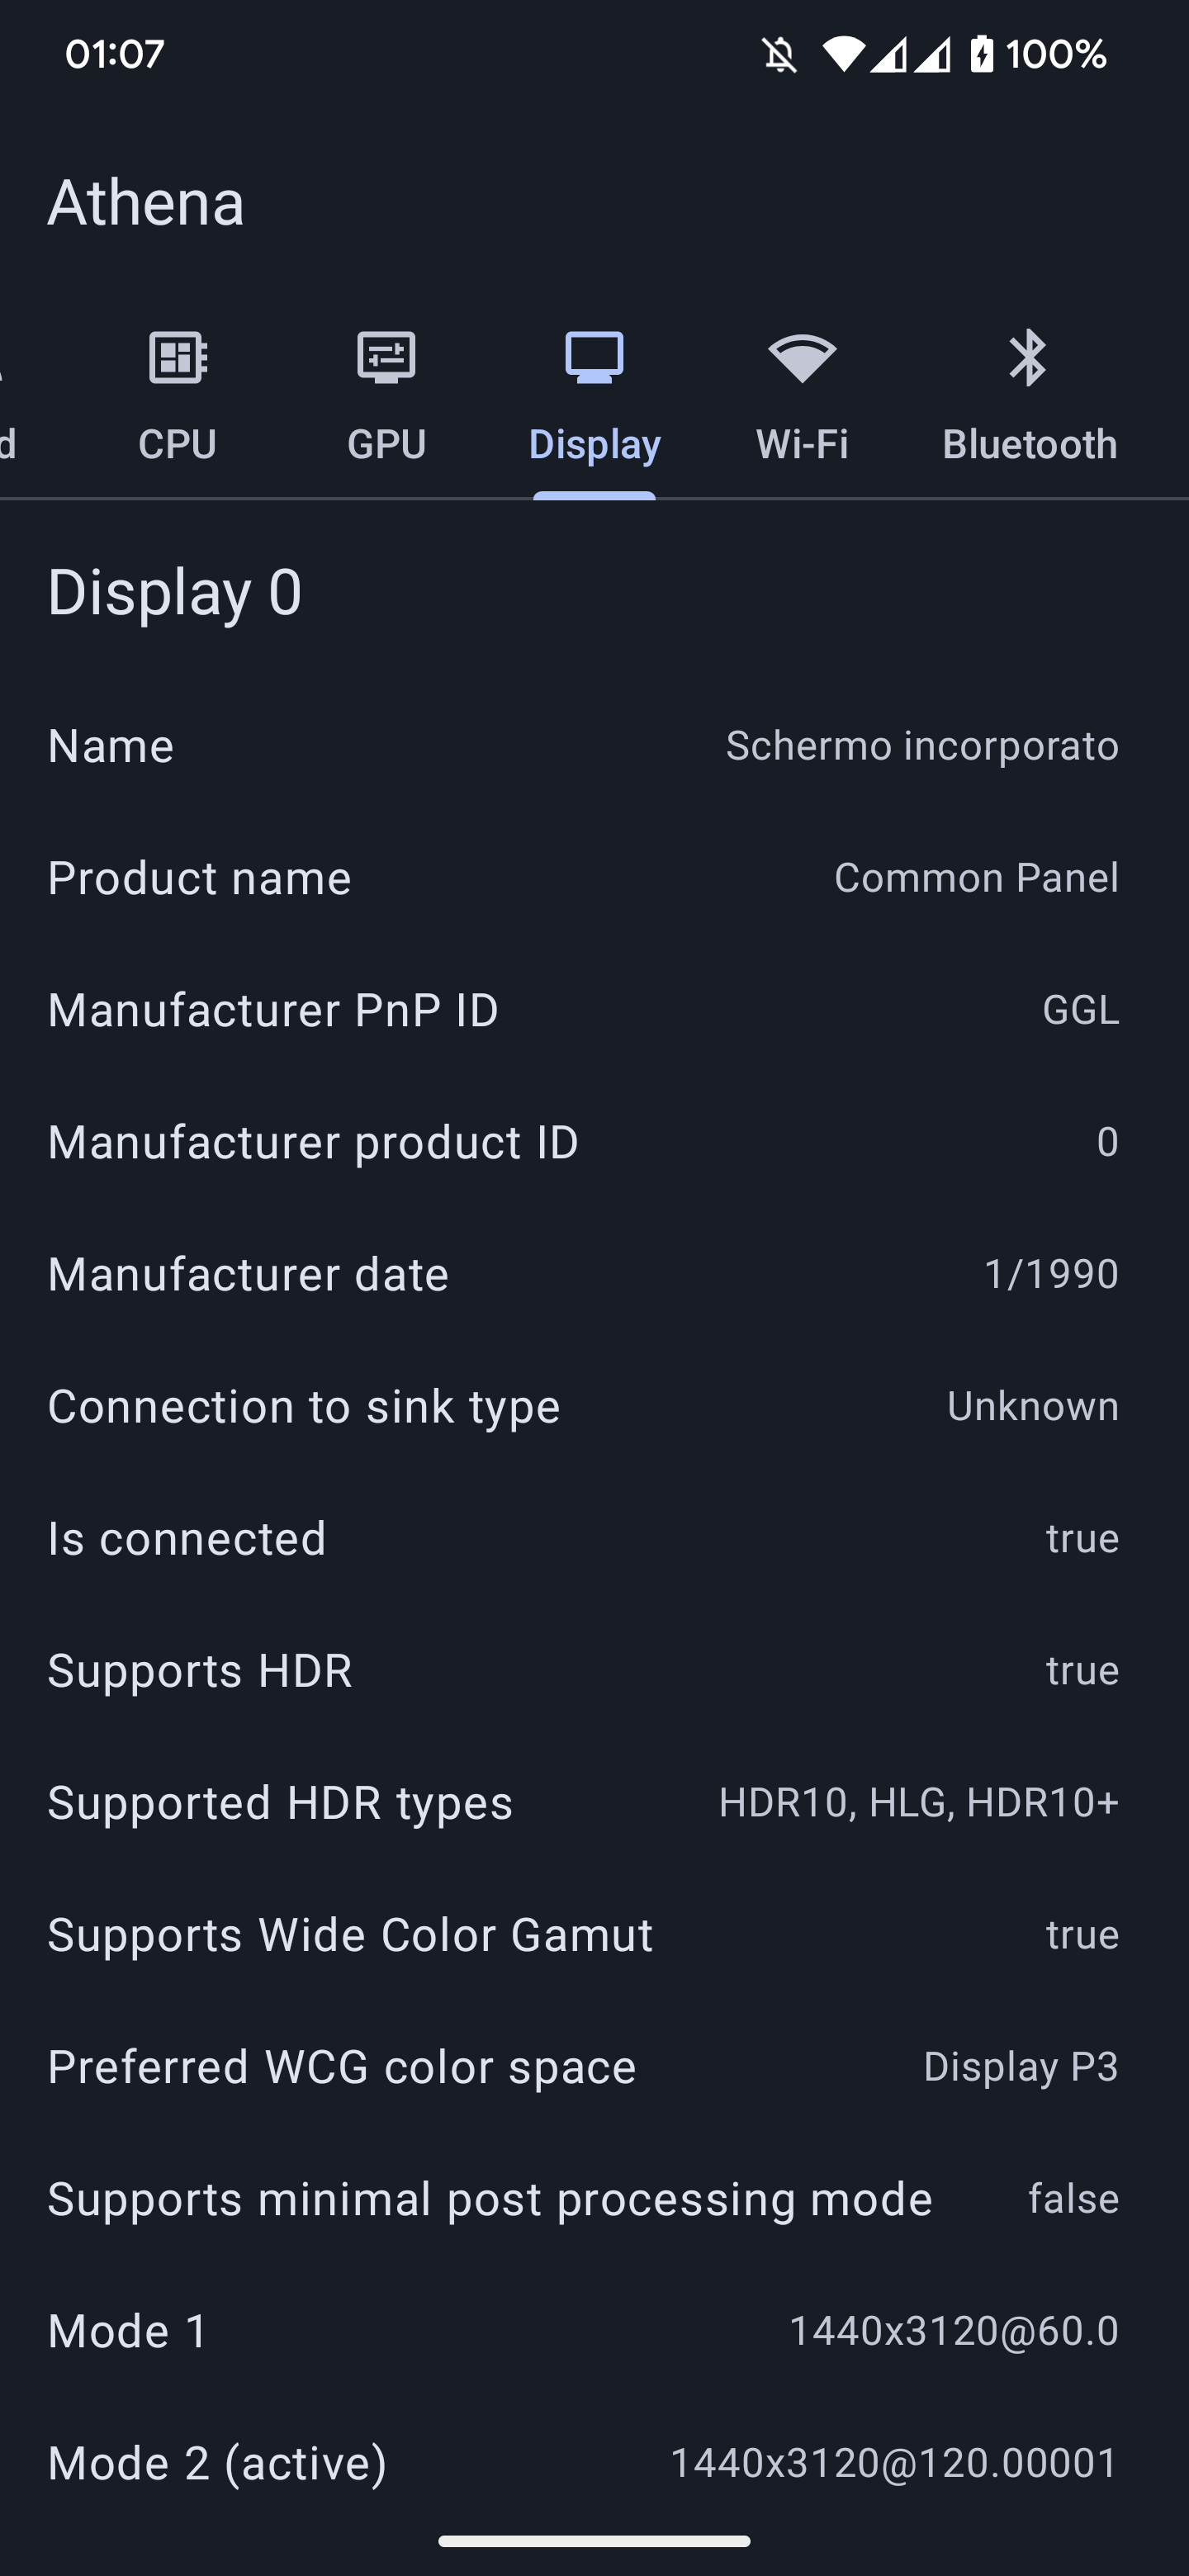 01:07 100%
Athena
d CPU GPU Display Wi-Fi Bluetooth
Display 0
Name Schermo incorporato
Product name Common Panel
Manufacturer PnP ID GGL
Manufacturer product ID 0
Manufacturer date 1/1990
Connection to sink type Unknown
Is connected true
Supports HDR true
Supported HDR types HDR10, HLG, HDR10+
Supports Wide Color Gamut true
Preferred WCG color space Display P3
Supports minimal post processing mode false
Mode 1 1440x3120@60.0
Mode 2 (active) 1440x3120@120.00001